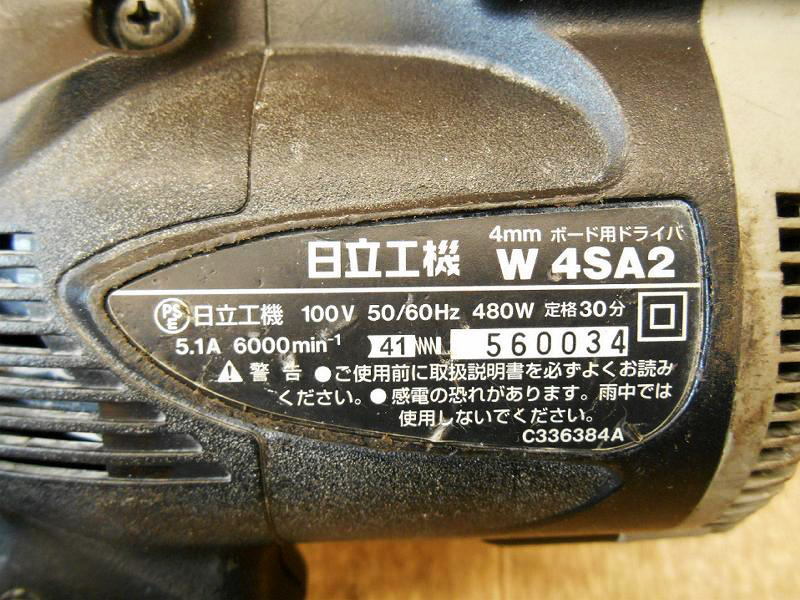 4mm ボード用ドライバ
日立工機 W 4SA2
PS E 日立工機 100V 50/60Hz 480W 定格30分
5.1A 6000min⁻¹ 41 560034
警告 ●ご使用前に取扱説明書を必ずよくお読み
ください。●感電の恐れがあります。雨中では
使用しないでください。
C336384A